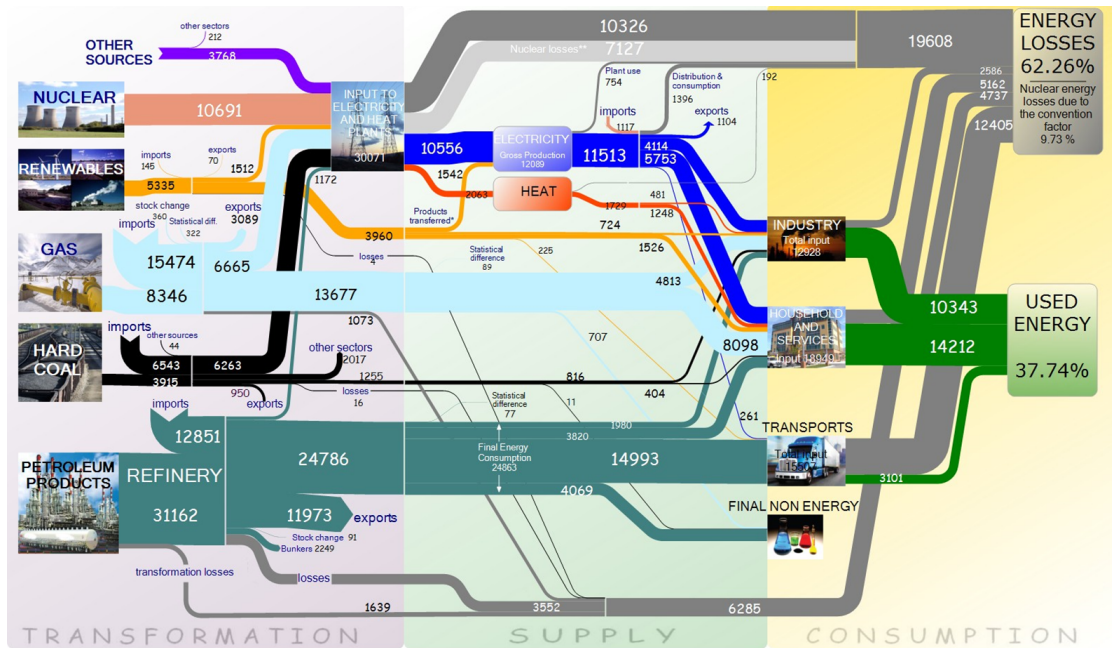 other sectors
212
OTHER
SOURCES
3768
NUCLEAR
10691
INPUT TO
ELECTRICITY
AND HEAT
PLANTS
30071
10326
Nuclear losses**
7127
19608
ENERGY
LOSSES
62.26%
Nuclear energy
losses due to
the convention
factor
9.73 %
2586
5162
4737
12405
Plant use
754
Distribution &
consumption
1396
192
imports
1117
exports
1104
RENEWABLES
imports
145
exports
70
1512
5335
1172
10556
ELECTRICITY
Gross Production
12089
11513
4114
5753
1542
2063
HEAT
1729
481
1248
Products
transferred*
724
stock change
360
Statistical diff.
322
exports
3089
imports
3960
losses
4
Statistical
difference
89
225
1526
INDUSTRY
Total input
12928
GAS
15474
6665
8346
13677
4813
1073
707
8098
HOUSEHOLD
AND
SERVICES
Input 18949
10343
14212
USED
ENERGY
37.74%
imports
other sources
44
HARD
COAL
6543
6263
3915
950
exports
other sectors
2017
1255
losses
16
816
404
11
Statistical
difference
77
imports
12851
1980
3820
261
Final Energy
Consumption
24863
24786
14993
TRANSPORTS
Total input
3101
PETROLEUM
PRODUCTS
REFINERY
31162
11973
exports
4069
FINAL NON ENERGY
Stock change 91
Bunkers 2249
transformation losses
losses
1639
3552
6285
TRANSFORMATION
SUPPLY
CONSUMPTION